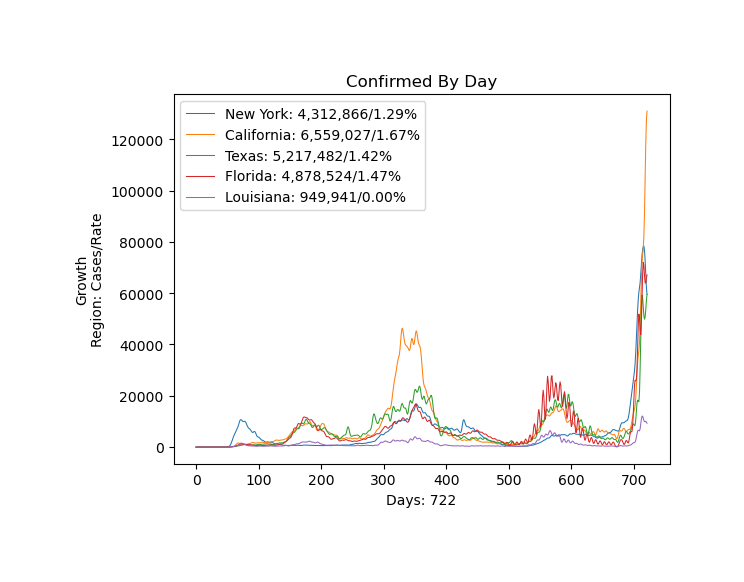 Confirmed By Day
New York: 4,312,866/1.29%
California: 6,559,027/1.67%
Texas: 5,217,482/1.42%
Florida: 4,878,524/1.47%
Louisiana: 949,941/0.00%
120000
100000
80000
60000
40000
20000
0
Growth
Region: Cases/Rate
0 100 200 300 400 500 600 700
Days: 722